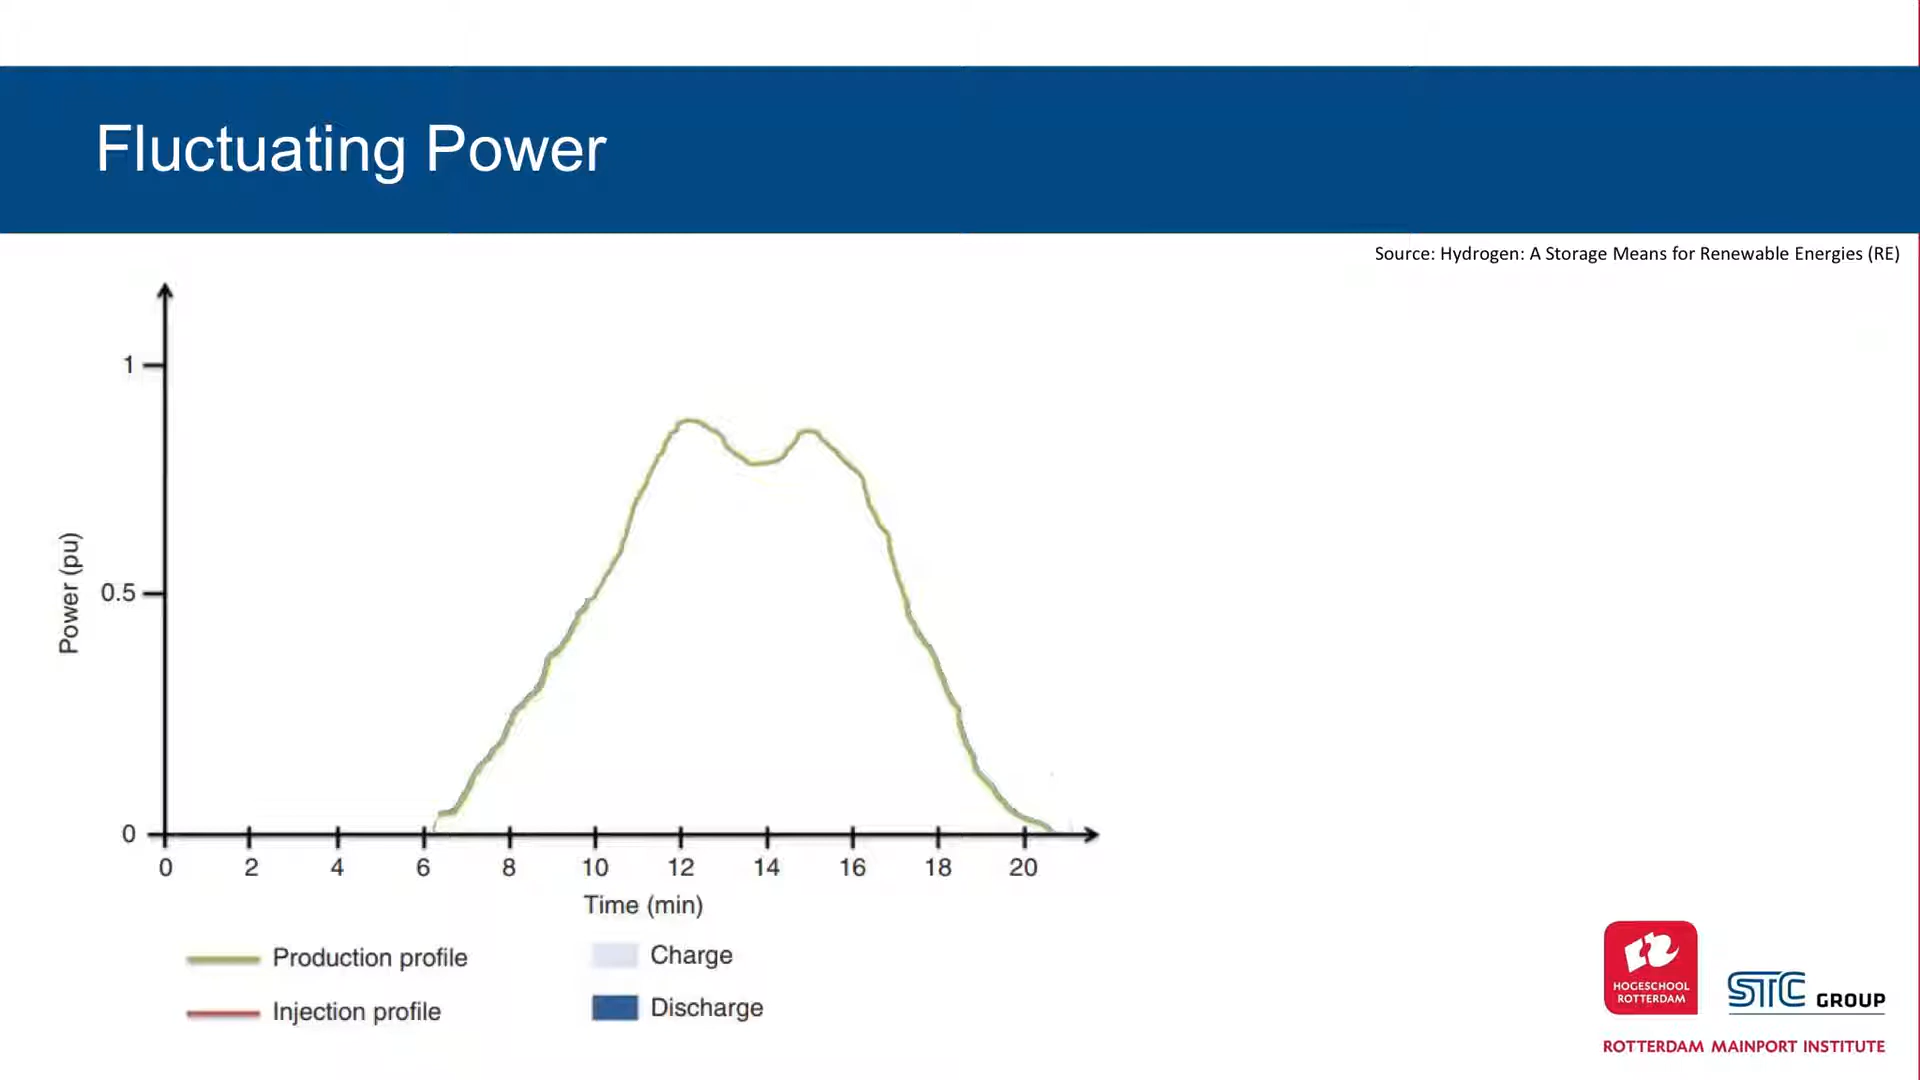 Fluctuating Power
Source: Hydrogen: A Storage Means for Renewable Energies (RE)
1
0.5
0
Power (pu)
0 2 4 6 8 10 12 14 16 18 20
Time (min)
Production profile
Charge
Injection profile
Discharge
HOGESCHOOL
ROTTERDAM
STC GROUP
ROTTERDAM MAINPORT INSTITUTE